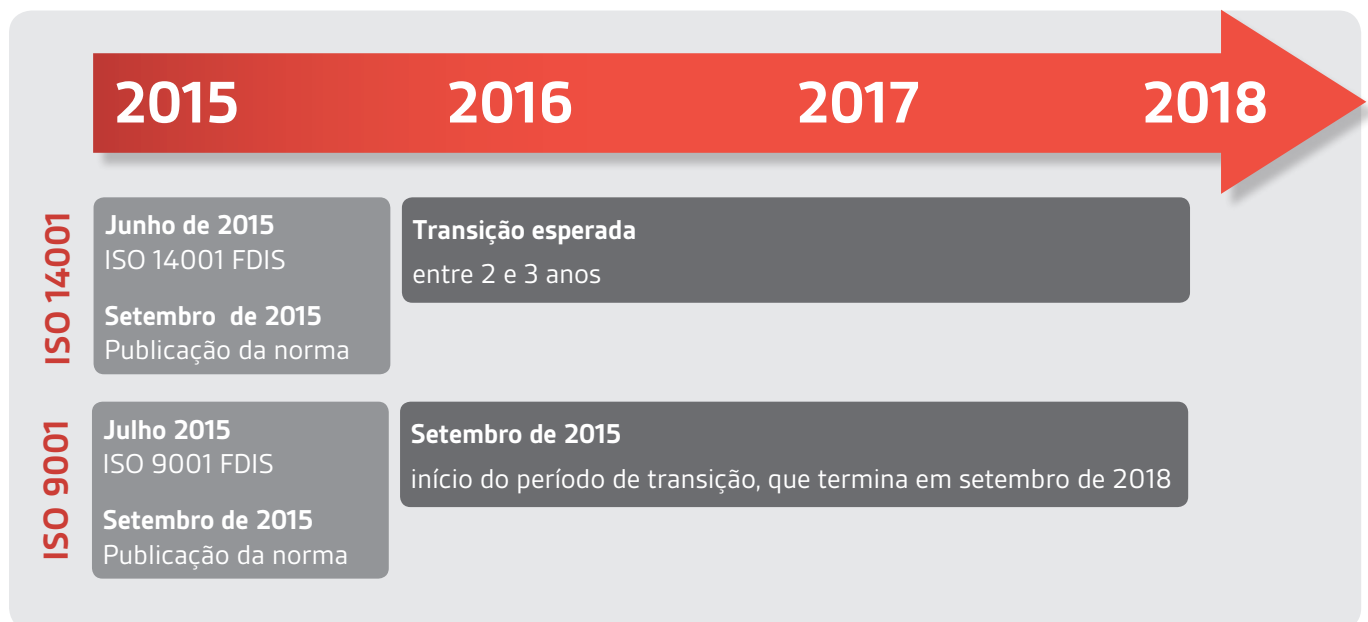 2015 2016 2017 2018
ISO 14001
Junho de 2015
ISO 14001 FDIS
Setembro de 2015
Publicação da norma
Transição esperada
entre 2 e 3 anos
ISO 9001
Julho 2015
ISO 9001 FDIS
Setembro de 2015
Publicação da norma
Setembro de 2015
início do período de transição, que termina em setembro de 2018